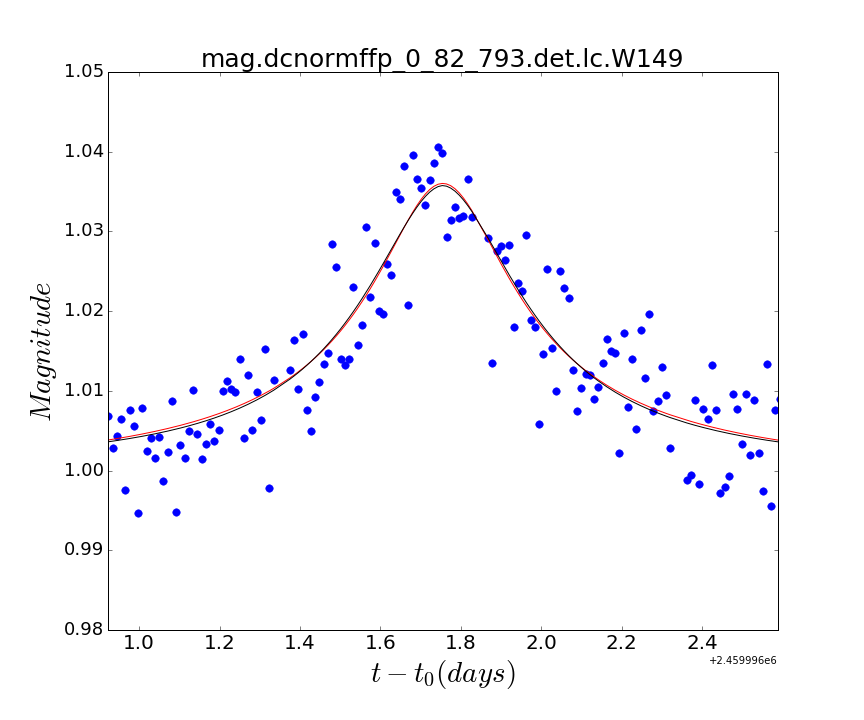 mag.dcnormffp_0_82_793.det.lc.W149
1.05
1.04
1.03
1.02
1.01
1.00
0.99
0.98
Magnitude
1.0 1.2 1.4 1.6 1.8 2.0 2.2 2.4
+2.459996e6
t − t₀(days)